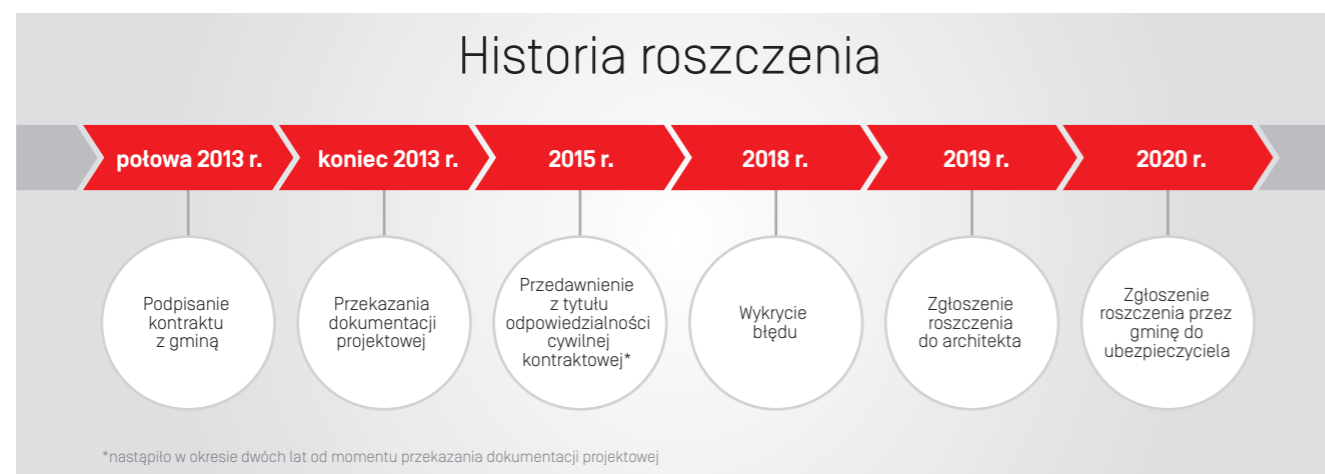 Historia roszczenia
połowa 2013 r.
koniec 2013 r.
2015 r.
2018 r.
2019 r.
2020 r.
Podpisanie
kontraktu
z gminą
Przekazania
dokumentacji
projektowej
Przedawnienie
z tytułu
odpowiedzialności
cywilnej
kontraktowej*
Wykrycie
błędu
Zgłoszenie
roszczenia
do architekta
Zgłoszenie
roszczenia przez
gminę do
ubezpieczyciela
*nastąpiło w okresie dwóch lat od momentu przekazania dokumentacji projektowej